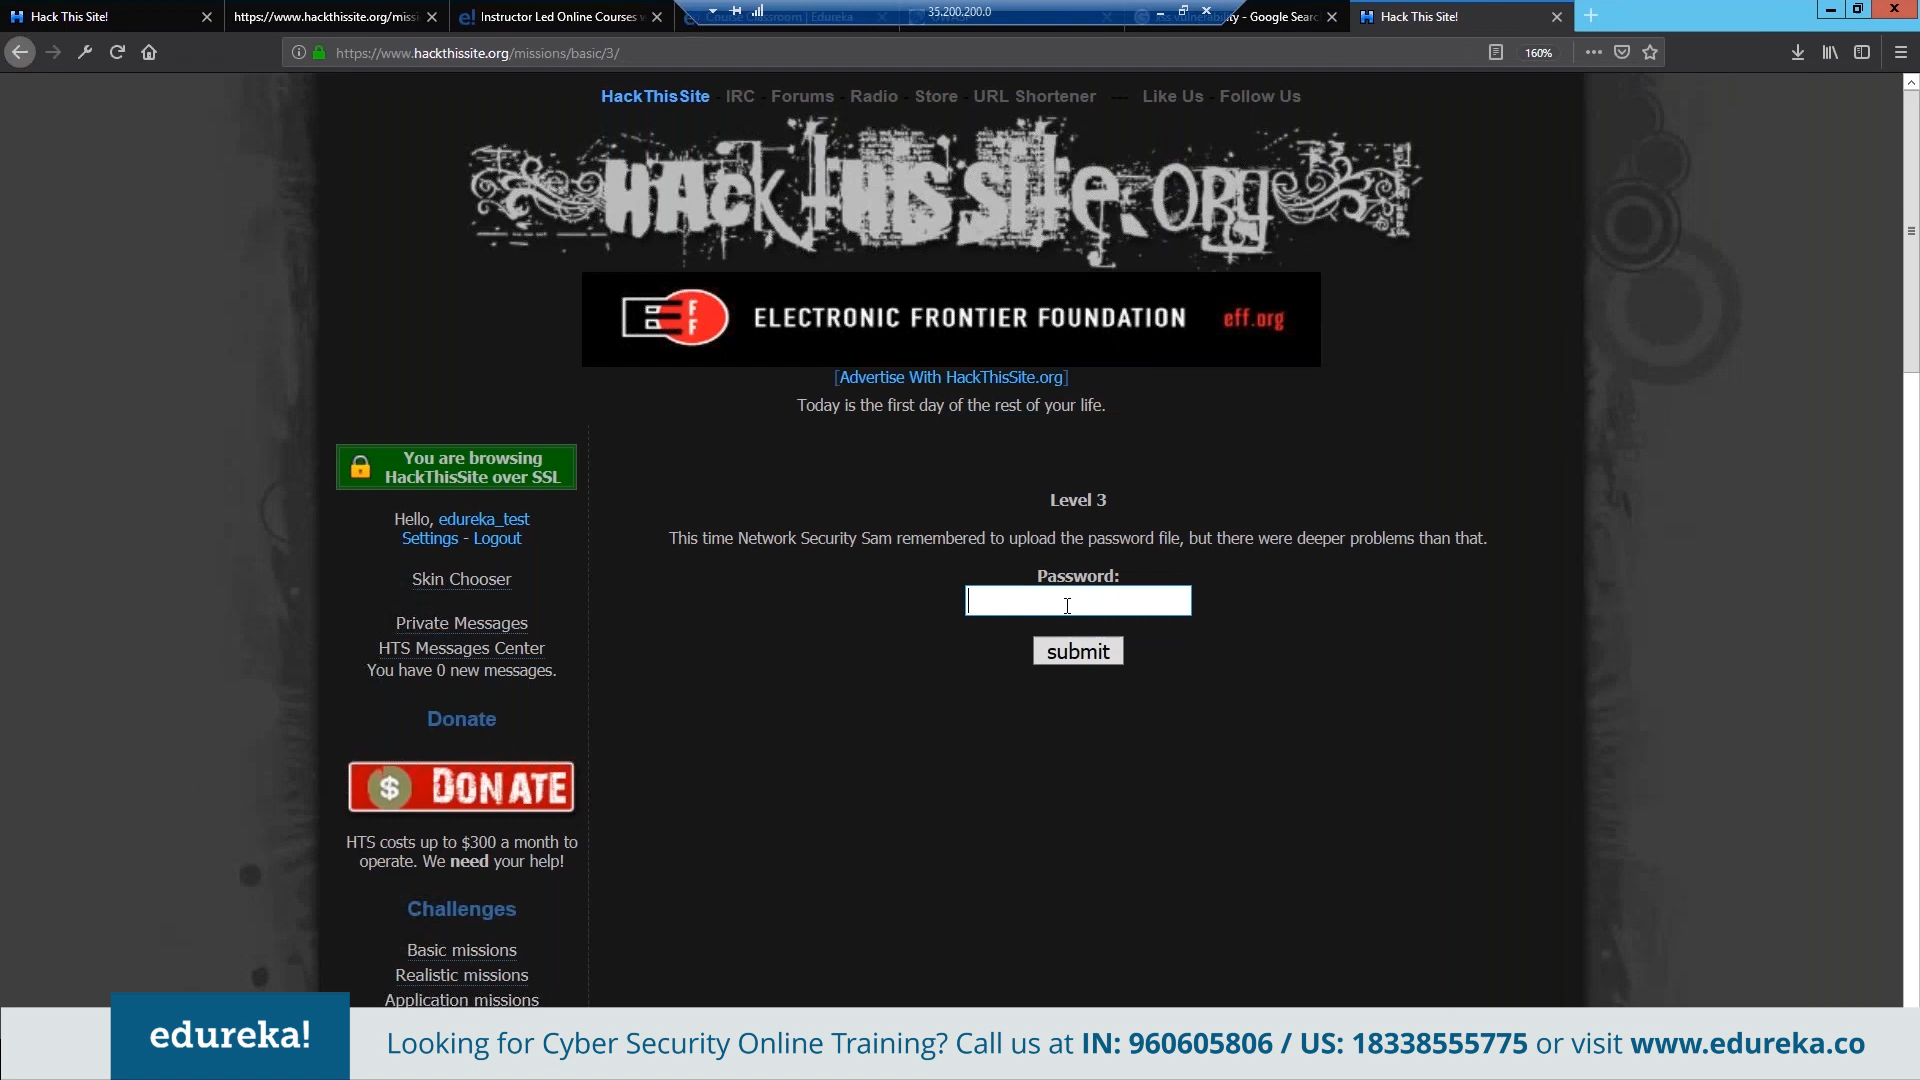 Hack This Site!
https://www.hackthissite.org/missi
Instructor Led Online Courses
Course Classroom | Edureka
35.200.200.0
- Google Searc
Hack This Site!
https://www.hackthissite.org/missions/basic/3/
160%
HackThisSite - IRC - Forums - Radio - Store - URL Shortener --- Like Us - Follow Us
HackThisSite.org
EFF ELECTRONIC FRONTIER FOUNDATION eff.org
[Advertise With HackThisSite.org]
Today is the first day of the rest of your life.
You are browsing
HackThisSite over SSL
Hello, edureka_test
Settings - Logout
Skin Chooser
Private Messages
HTS Messages Center
You have 0 new messages.
Donate
$ DONATE
HTS costs up to $300 a month to
operate. We need your help!
Challenges
Basic missions
Realistic missions
Application missions
Level 3
This time Network Security Sam remembered to upload the password file, but there were deeper problems than that.
Password:
submit
edureka!
Looking for Cyber Security Online Training? Call us at IN: 960605806 / US: 18338555775 or visit www.edureka.co